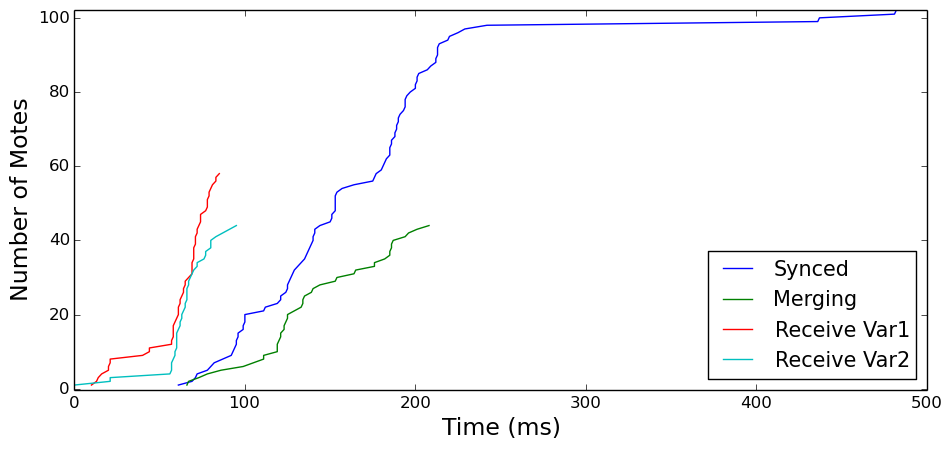 Number of Motes
100
80
60
40
20
0
0 100 200 300 400 500
Time (ms)
Synced
Merging
Receive Var1
Receive Var2